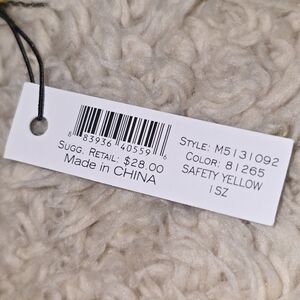 8 83936 40559 6
SUGG. RETAIL: $28.00
Made in CHINA
STYLE: M5131092
COLOR: 81265
SAFETY YELLOW
1SZ